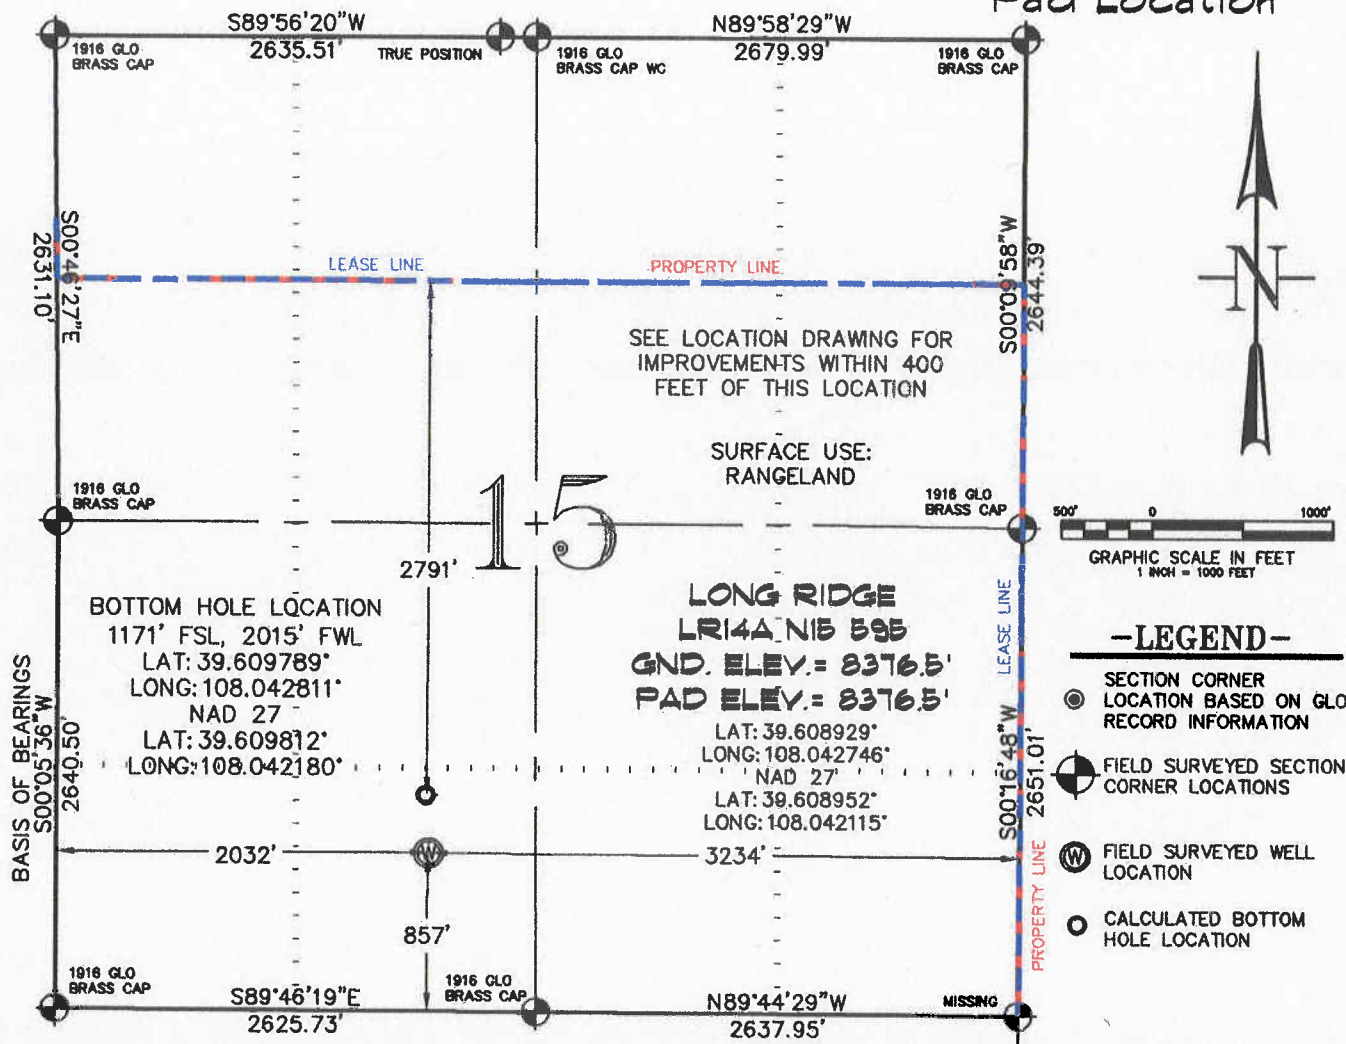 Pad Location
S89°56'20"W
2635.51'
N89°58'29"W
2679.99'
1916 GLO
BRASS CAP
TRUE POSITION
1916 GLO
BRASS CAP WC
1916 GLO
BRASS CAP
S00°46'27"E
2631.10'
LEASE LINE
PROPERTY LINE
S00°09'58"W
2644.39'
N
SEE LOCATION DRAWING FOR
IMPROVEMENTS WITHIN 400
FEET OF THIS LOCATION
SURFACE USE:
RANGELAND
1916 GLO
BRASS CAP
15
1916 GLO
BRASS CAP
500' 0 1000'
GRAPHIC SCALE IN FEET
1 INCH = 1000 FEET
2791'
BOTTOM HOLE LOCATION
1171' FSL, 2015' FWL
LAT: 39.609789°
LONG: 108.042811°
NAD 27
LAT: 39.609812°
LONG: 108.042180°
LONG RIDGE
LR14A N15 595
GND. ELEV.= 8376.5'
PAD ELEV.= 8376.5'
LAT: 39.608929°
LONG: 108.042746°
NAD 27
LAT: 39.608952°
LONG: 108.042115°
LEASE LINE
S00°16'48"W
2651.01'
PROPERTY LINE
BASIS OF BEARINGS
S00°05'36"W
2640.50'
-LEGEND-
SECTION CORNER
LOCATION BASED ON GLO
RECORD INFORMATION
FIELD SURVEYED SECTION
CORNER LOCATIONS
W FIELD SURVEYED WELL
LOCATION
CALCULATED BOTTOM
HOLE LOCATION
2032'
W
3234'
857'
1916 GLO
BRASS CAP
S89°46'19"E
2625.73'
1916 GLO
BRASS CAP
N89°44'29"W
2637.95'
MISSING